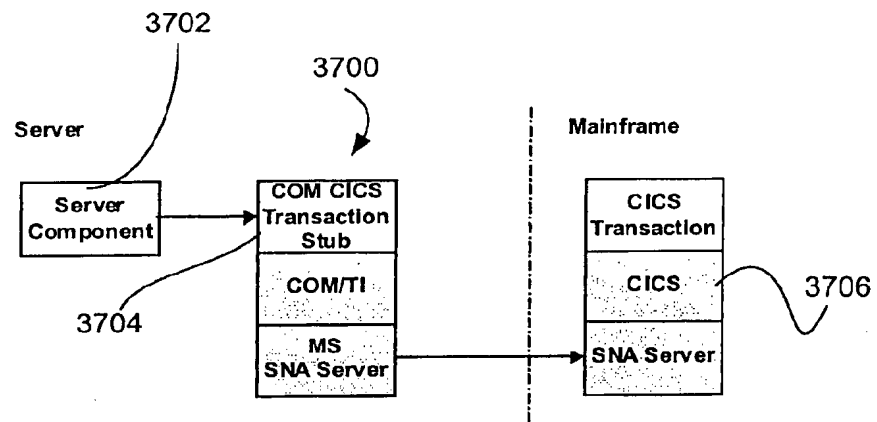 3702
3700
Server
Mainframe
Server
Component
COM CICS
Transaction
Stub
COM/TI
MS
SNA Server
3704
CICS
Transaction
CICS
SNA Server
3706